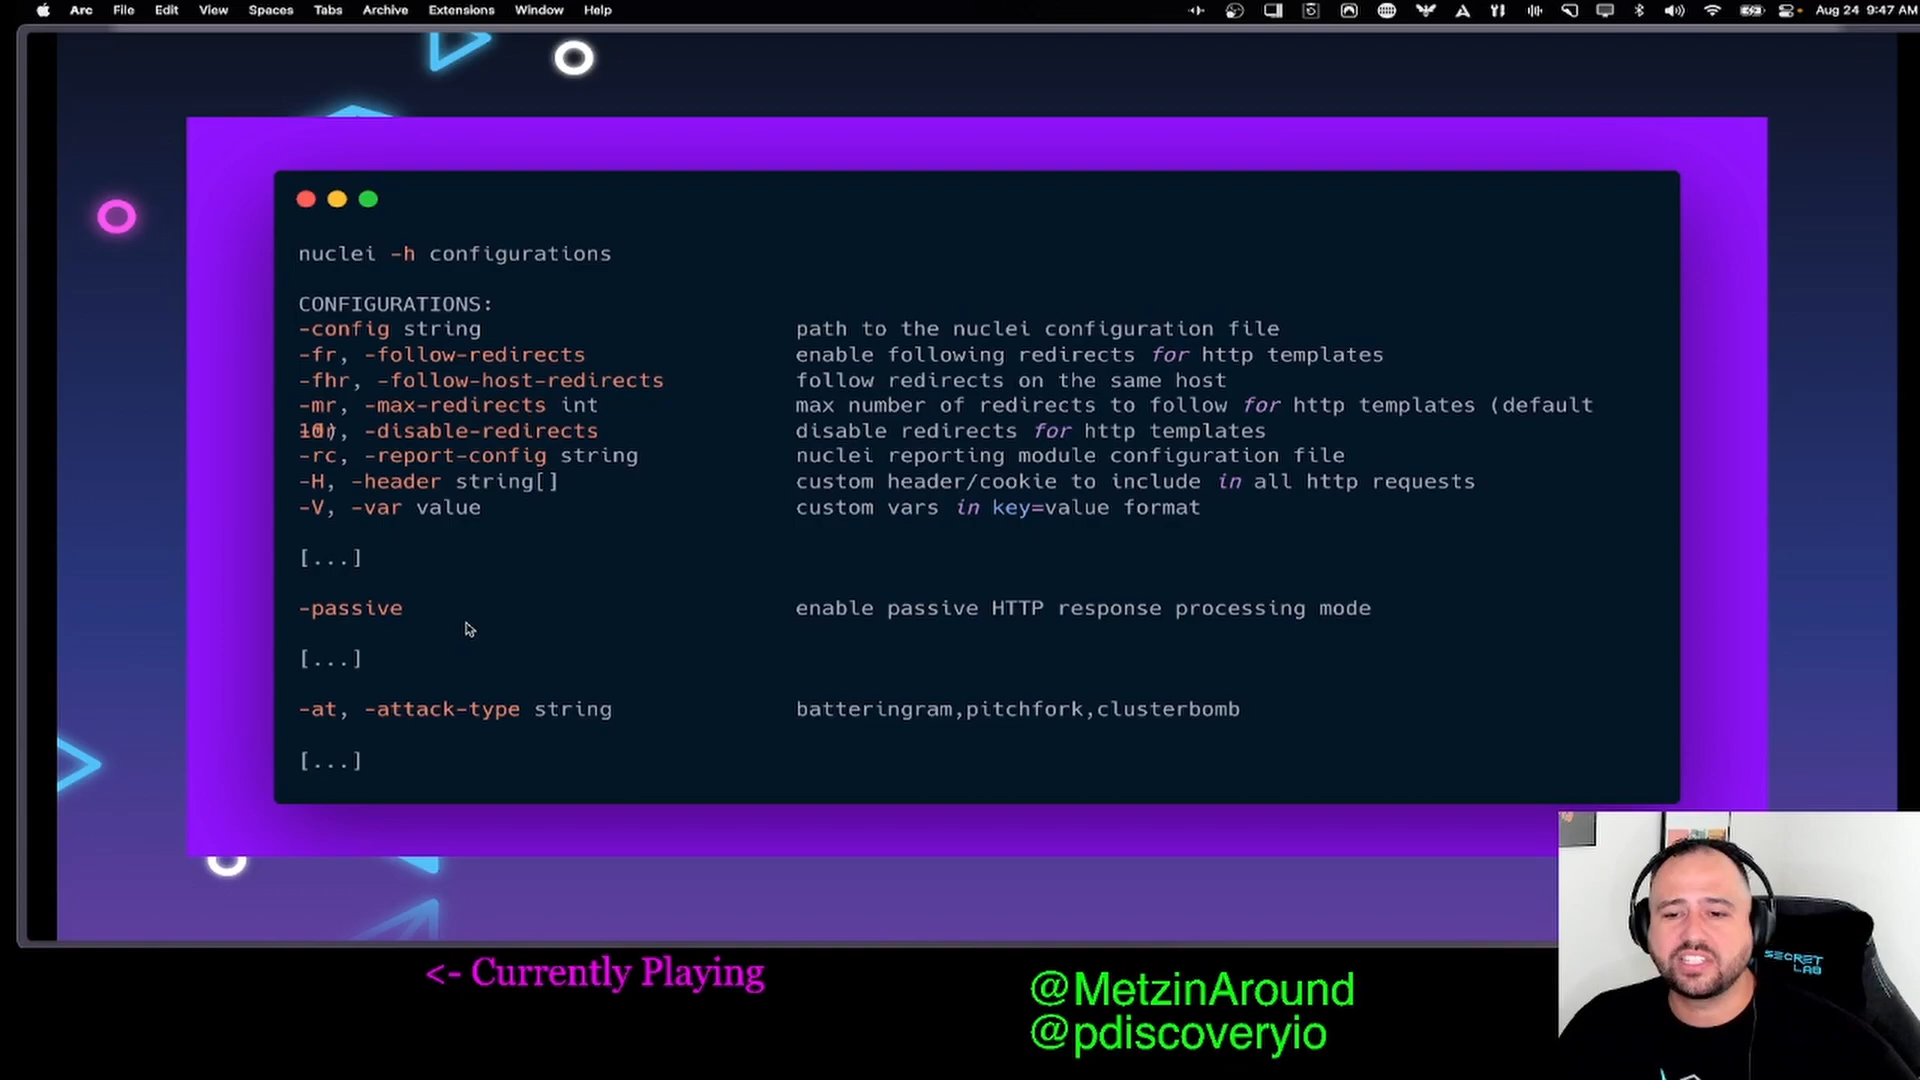 Arc File Edit View Spaces Tabs Archive Extensions Window Help Aug 24 9:47 AM
nuclei -h configurations
CONFIGURATIONS:
-config string path to the nuclei configuration file
-fr, -follow-redirects enable following redirects for http templates
-fhr, -follow-host-redirects follow redirects on the same host
-mr, -max-redirects int max number of redirects to follow for http templates (default
10) -dr, -disable-redirects disable redirects for http templates
-rc, -report-config string nuclei reporting module configuration file
-H, -header string[] custom header/cookie to include in all http requests
-V, -var value custom vars in key=value format
[...]
-passive enable passive HTTP response processing mode
[...]
-at, -attack-type string batteringram,pitchfork,clusterbomb
[...]
SECRET
LAB
<- Currently Playing
@MetzinAround
@pdiscoveryio